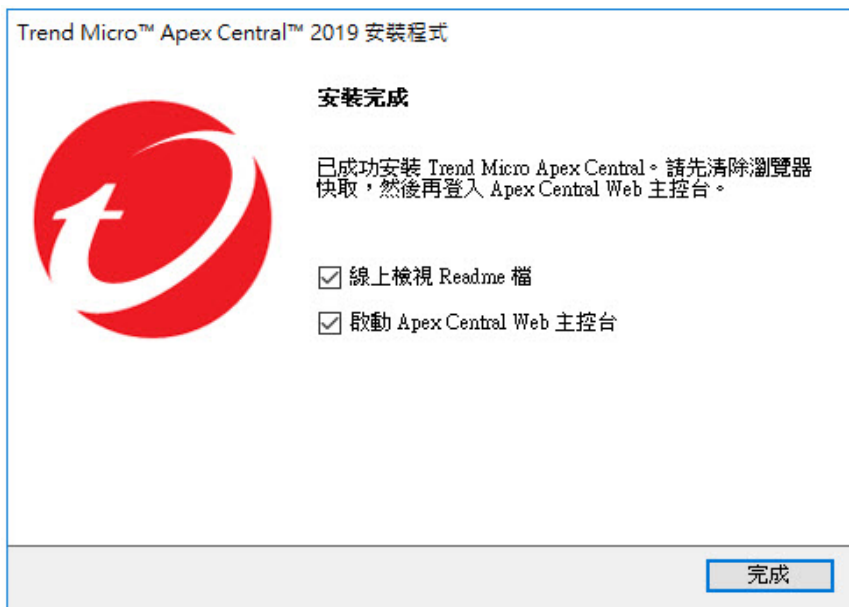 Trend Micro™ Apex Central™ 2019 安裝程式
安裝完成
已成功安裝 Trend Micro Apex Central。請先清除瀏覽器
快取，然後再登入 Apex Central Web 主控台。
線上檢視 Readme 檔
啟動 Apex Central Web 主控台
完成